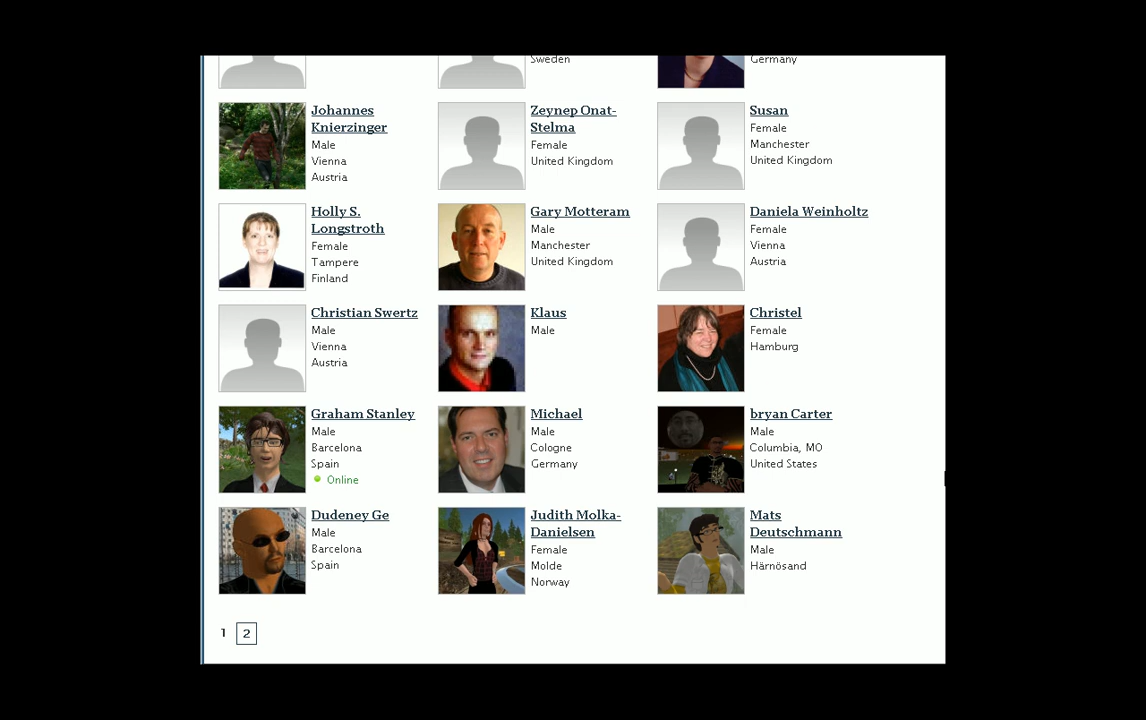 Sweden
Germany
Johannes
Knierzinger
Male
Vienna
Austria
Zeynep Onat-
Stelma
Female
United Kingdom
Susan
Female
Manchester
United Kingdom
Holly S.
Longstroth
Female
Tampere
Finland
Gary Motteram
Male
Manchester
United Kingdom
Daniela Weinholtz
Female
Vienna
Austria
Christian Swertz
Male
Vienna
Austria
Klaus
Male
Christel
Female
Hamburg
Graham Stanley
Male
Barcelona
Spain
Online
Michael
Male
Cologne
Germany
bryan Carter
Male
Columbia, MO
United States
Dudeney Ge
Male
Barcelona
Spain
Judith Molka-
Danielsen
Female
Molde
Norway
Mats
Deutschmann
Male
Härnösand
1 2